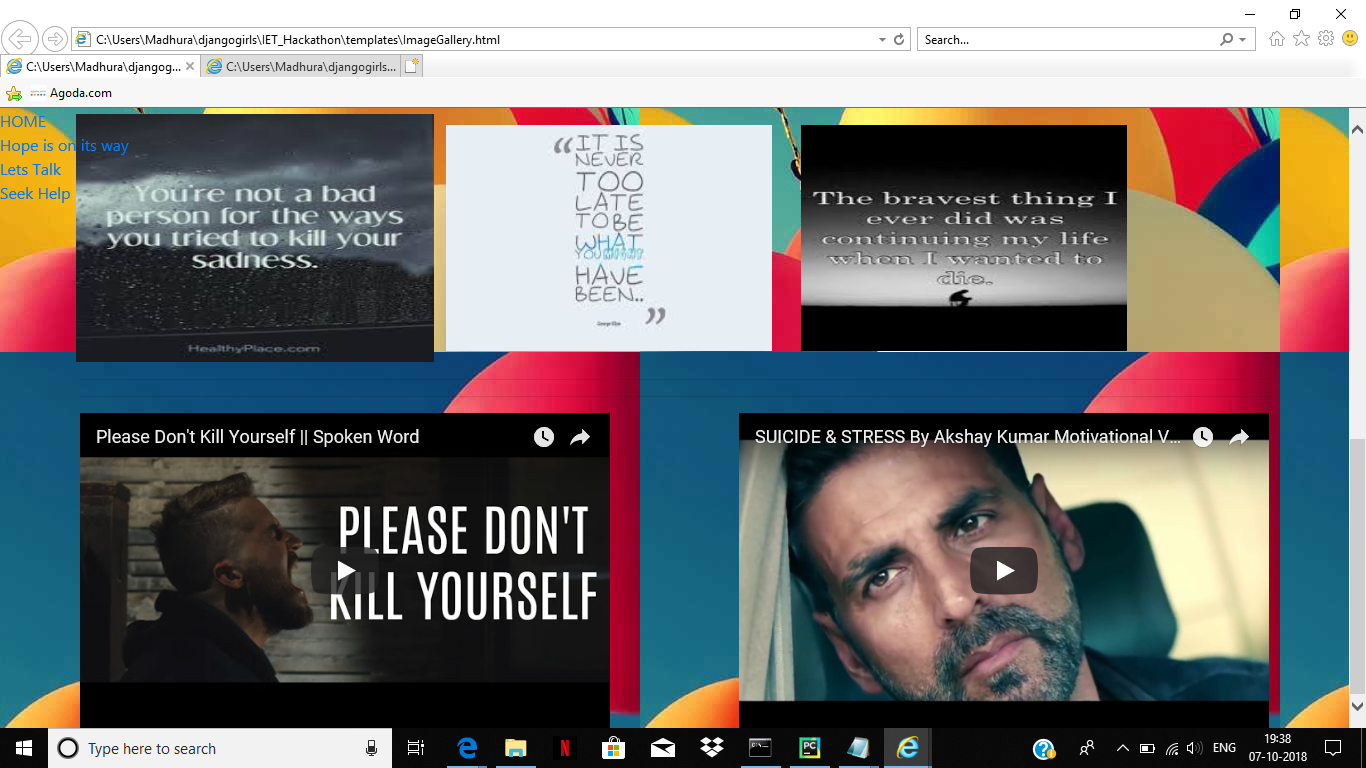 C:\Users\Madhura\djangogirls\IET_Hackathon\templates\ImageGallery.html
Search...
C:\Users\Madhura\djangog...
C:\Users\Madhura\djangogirls...
Agoda.com
HOME
Hope is on its way
Lets Talk
Seek Help
You're not a bad
person for the ways
you tried to kill your
sadness.
HealthyPlace.com
“IT IS
NEVER
TOO
LATE
TO BE
WHAT
YOU MIGHT
HAVE
BEEN..
”
George Eliot
The bravest thing I
ever did was
continuing my life
when I wanted to
die.
Please Don't Kill Yourself || Spoken Word
PLEASE DON'T
KILL YOURSELF
SUICIDE & STRESS By Akshay Kumar Motivational V...
Type here to search
N
PC
ENG
19:38
07-10-2018